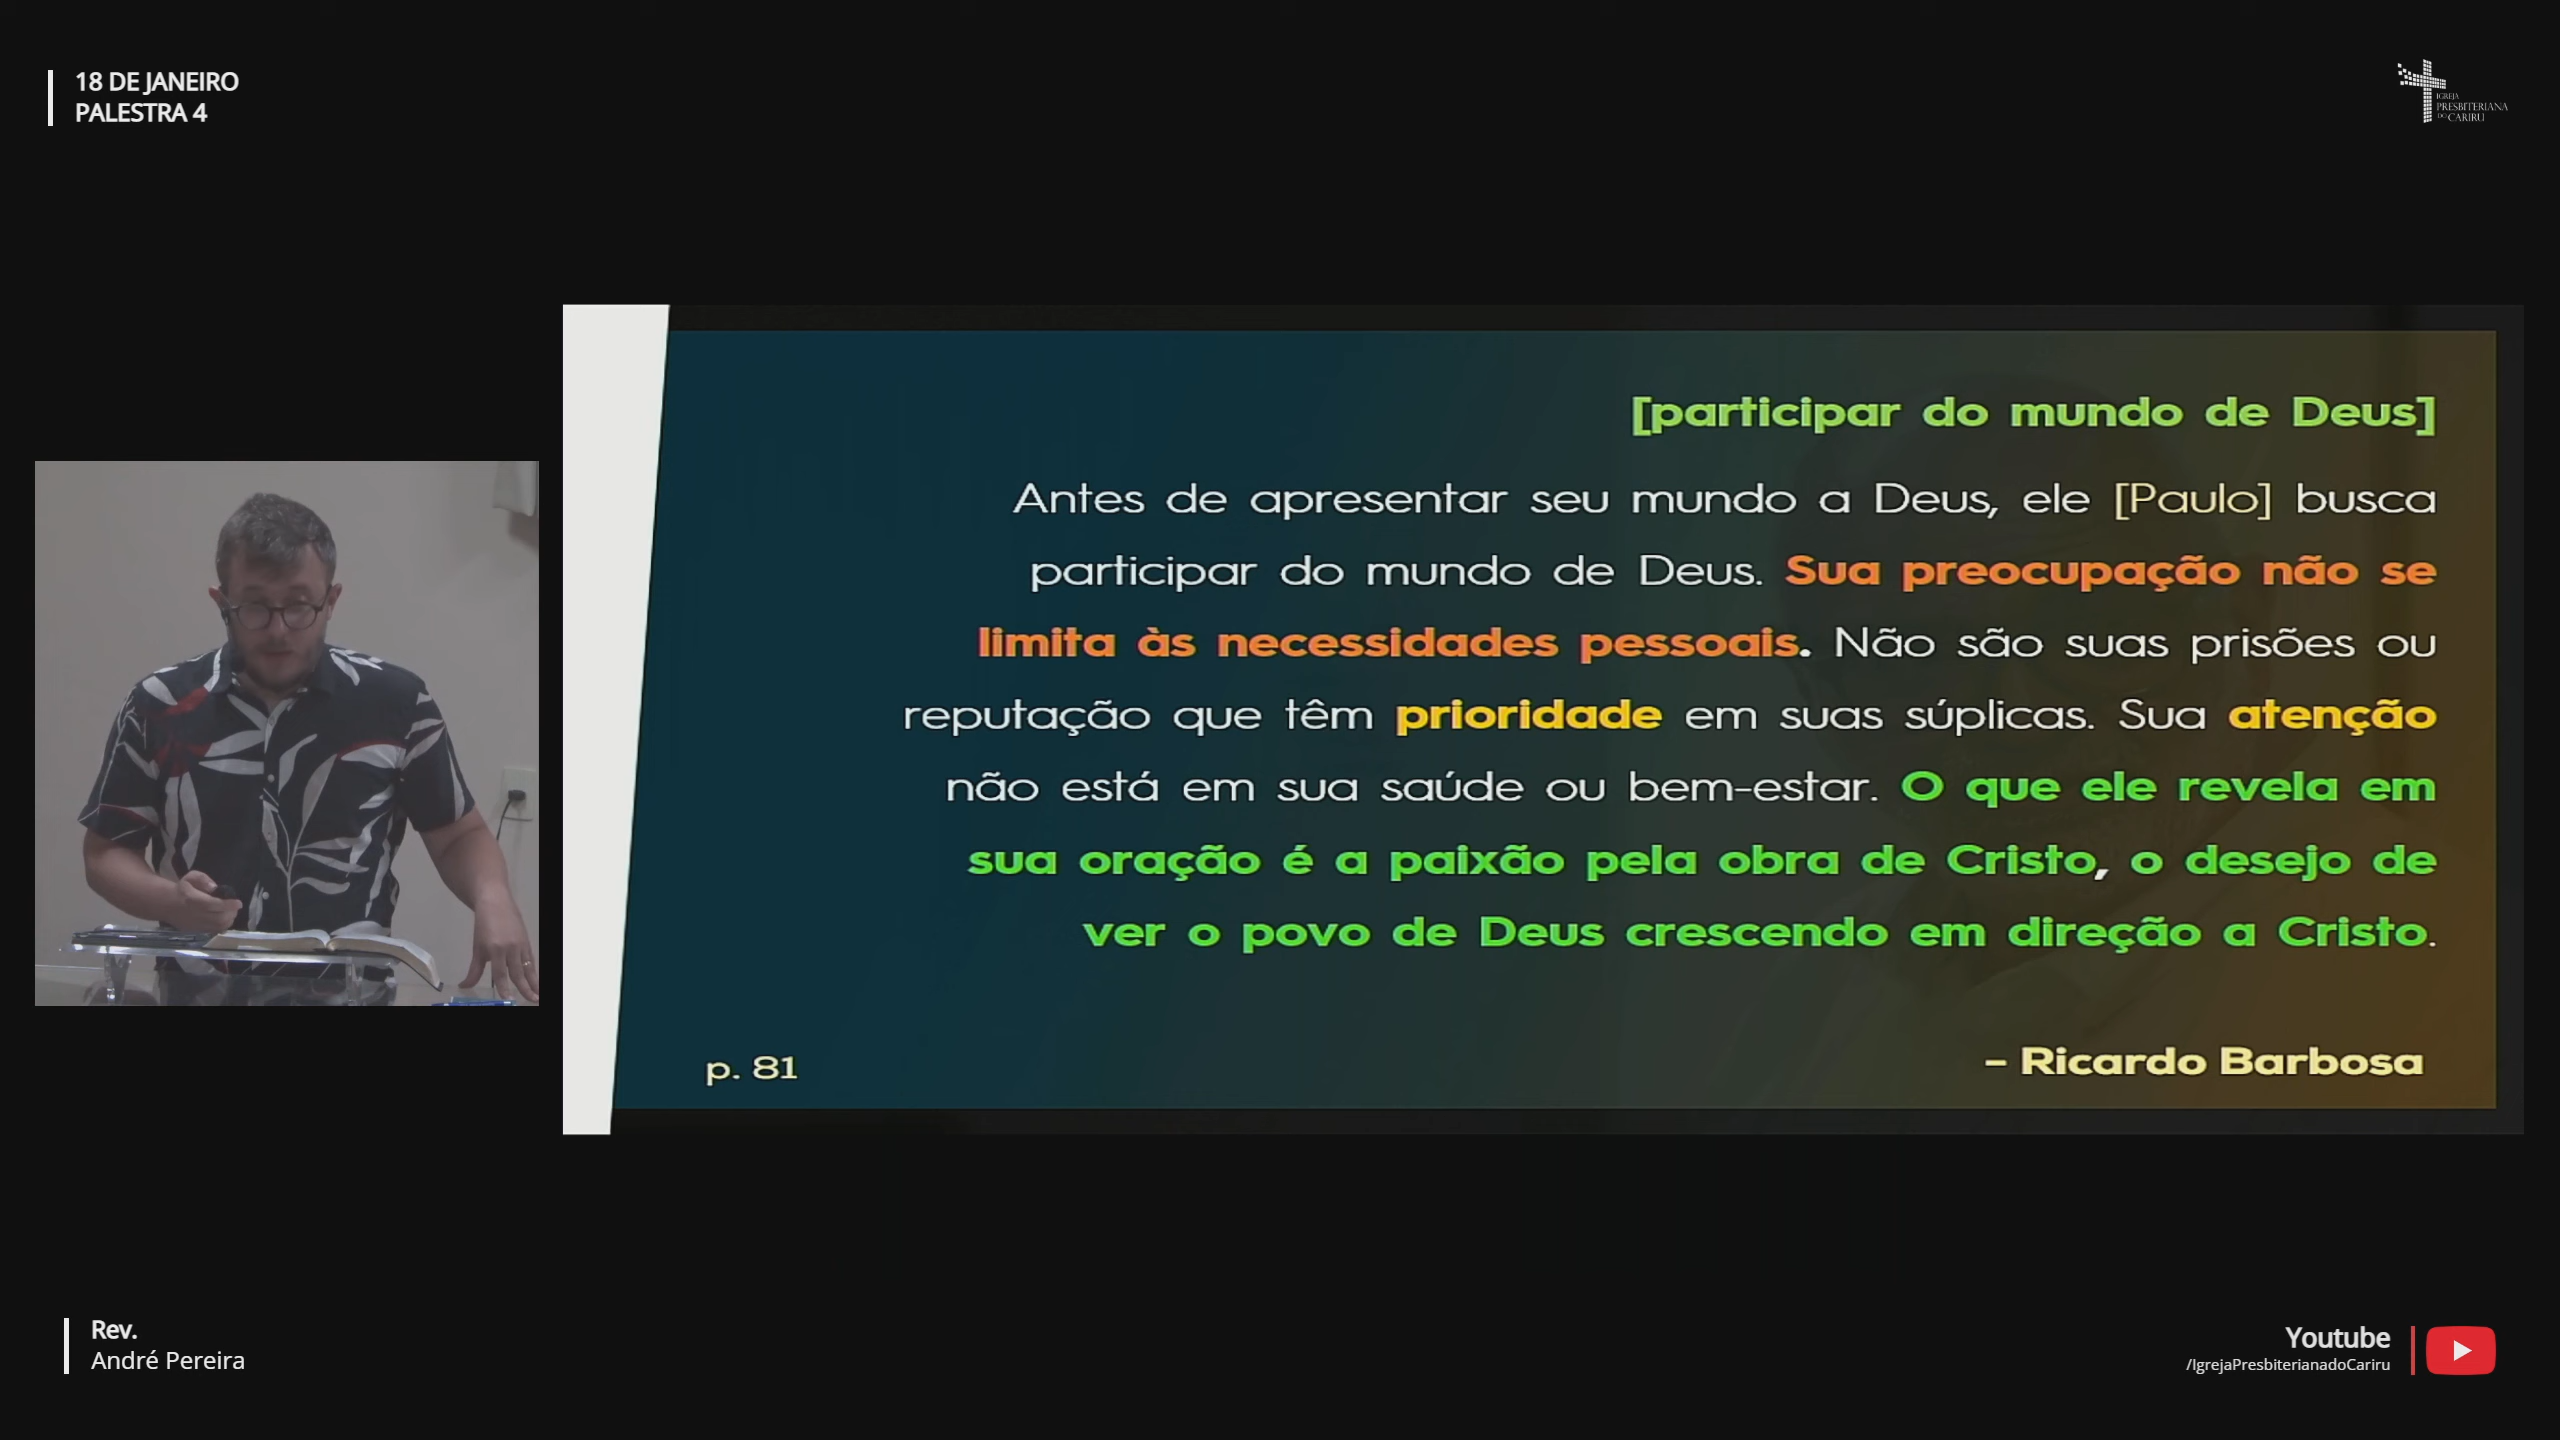 18 DE JANEIRO
PALESTRA 4
IGREJA
PRESBITERIANA
DO CARIRU
[participar do mundo de Deus]
Antes de apresentar seu mundo a Deus, ele [Paulo] busca
participar do mundo de Deus. Sua preocupação não se
limita às necessidades pessoais. Não são suas prisões ou
reputação que têm prioridade em suas súplicas. Sua atenção
não está em sua saúde ou bem-estar. O que ele revela em
sua oração é a paixão pela obra de Cristo, o desejo de
ver o povo de Deus crescendo em direção a Cristo.
p. 81
– Ricardo Barbosa
Rev.
André Pereira
Youtube
/IgrejaPresbiterianadoCariru